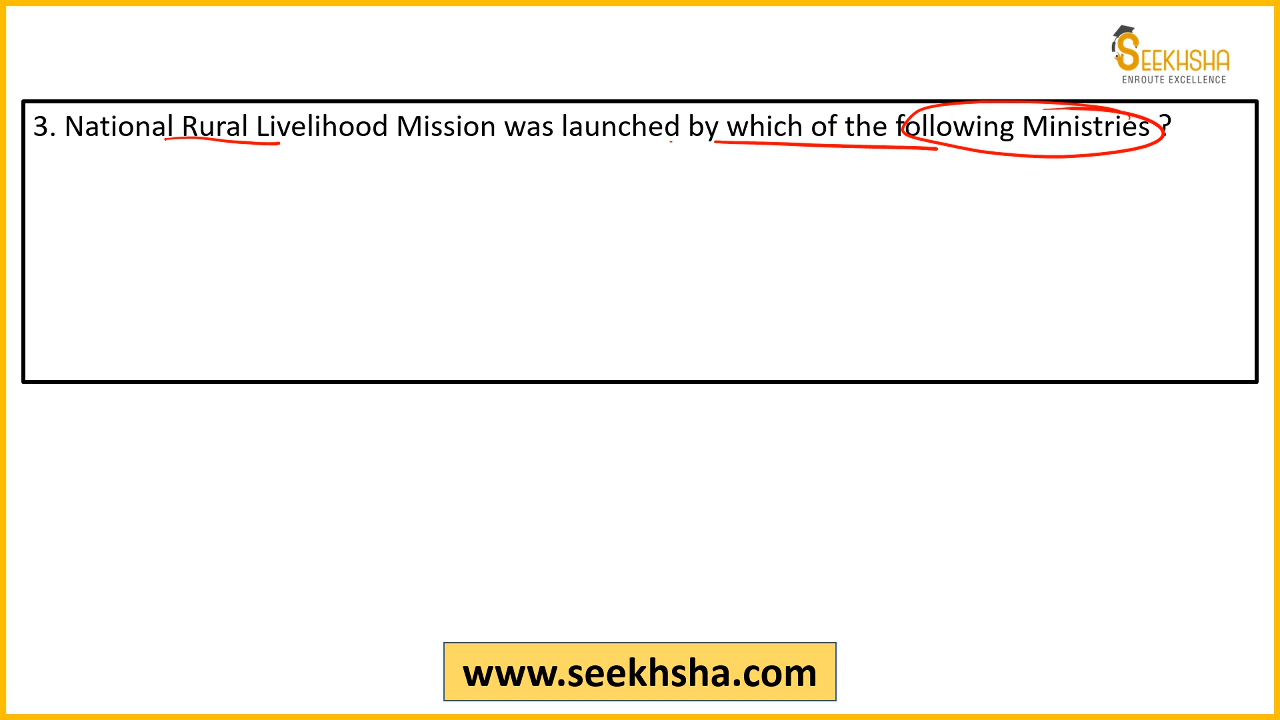 SEEKHSHA
ENROUTE EXCELLENCE
3. National Rural Livelihood Mission was launched by which of the following Ministries ?
www.seekhsha.com